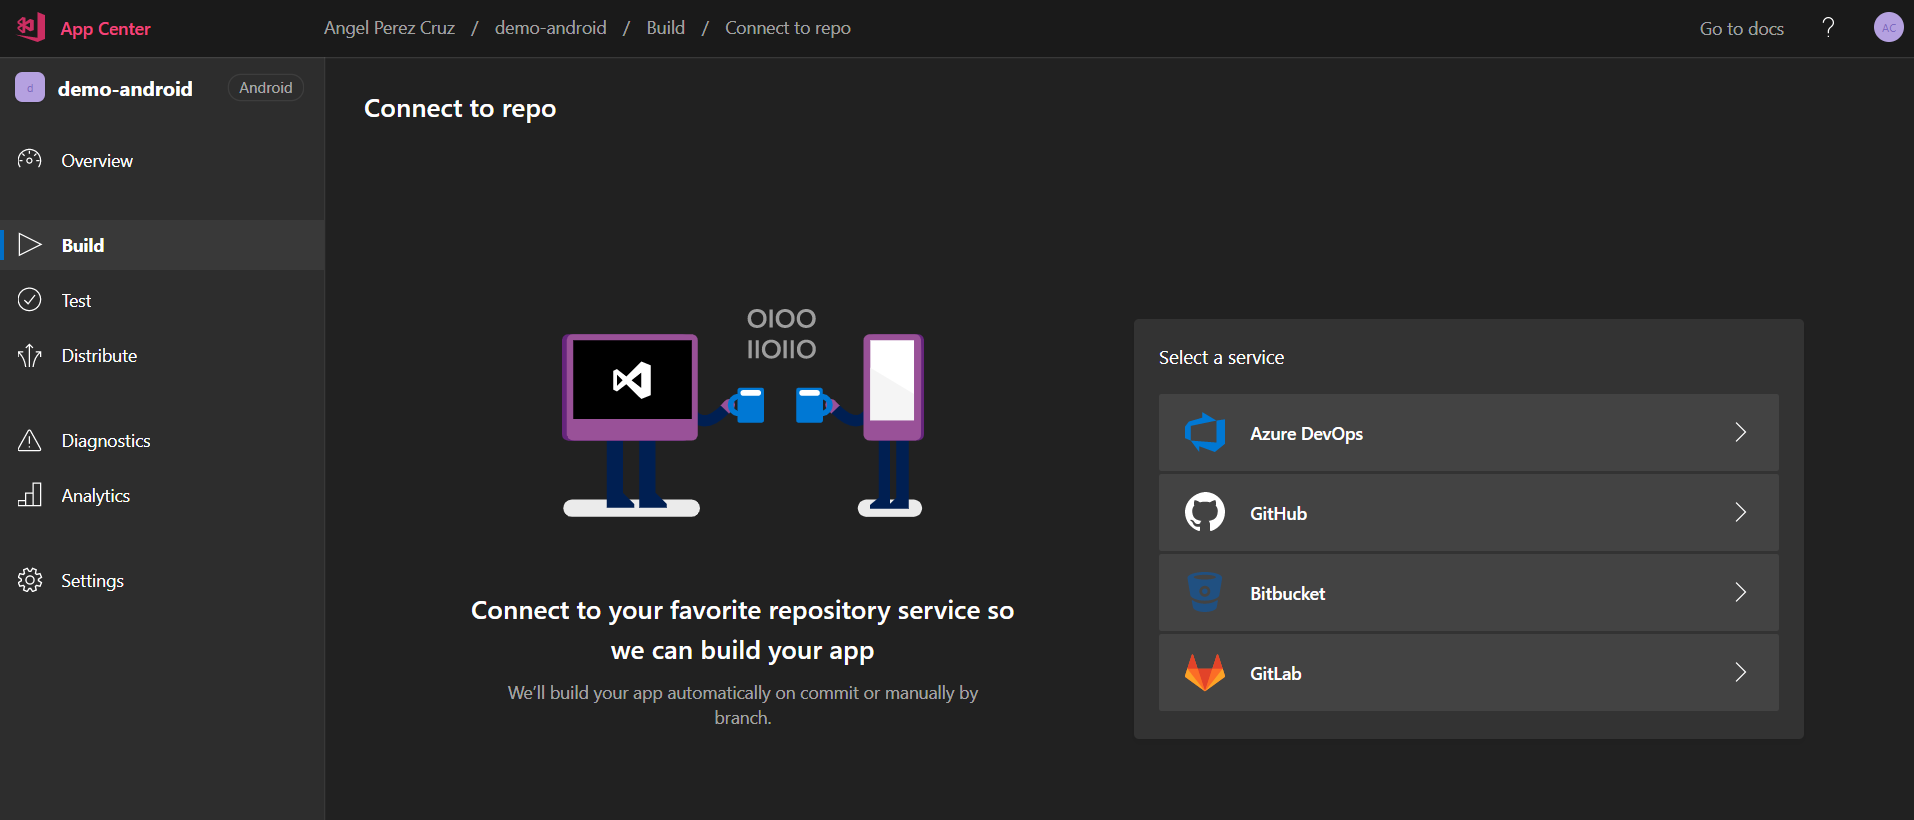 App Center
Angel Perez Cruz / demo-android / Build / Connect to repo
Go to docs
?
AC
d
demo-android
Android
Overview
Build
Test
Distribute
Diagnostics
Analytics
Settings
Connect to repo
OIOO
IIOIIO
Connect to your favorite repository service so
we can build your app
We’ll build your app automatically on commit or manually by
branch.
Select a service
Azure DevOps
GitHub
Bitbucket
GitLab